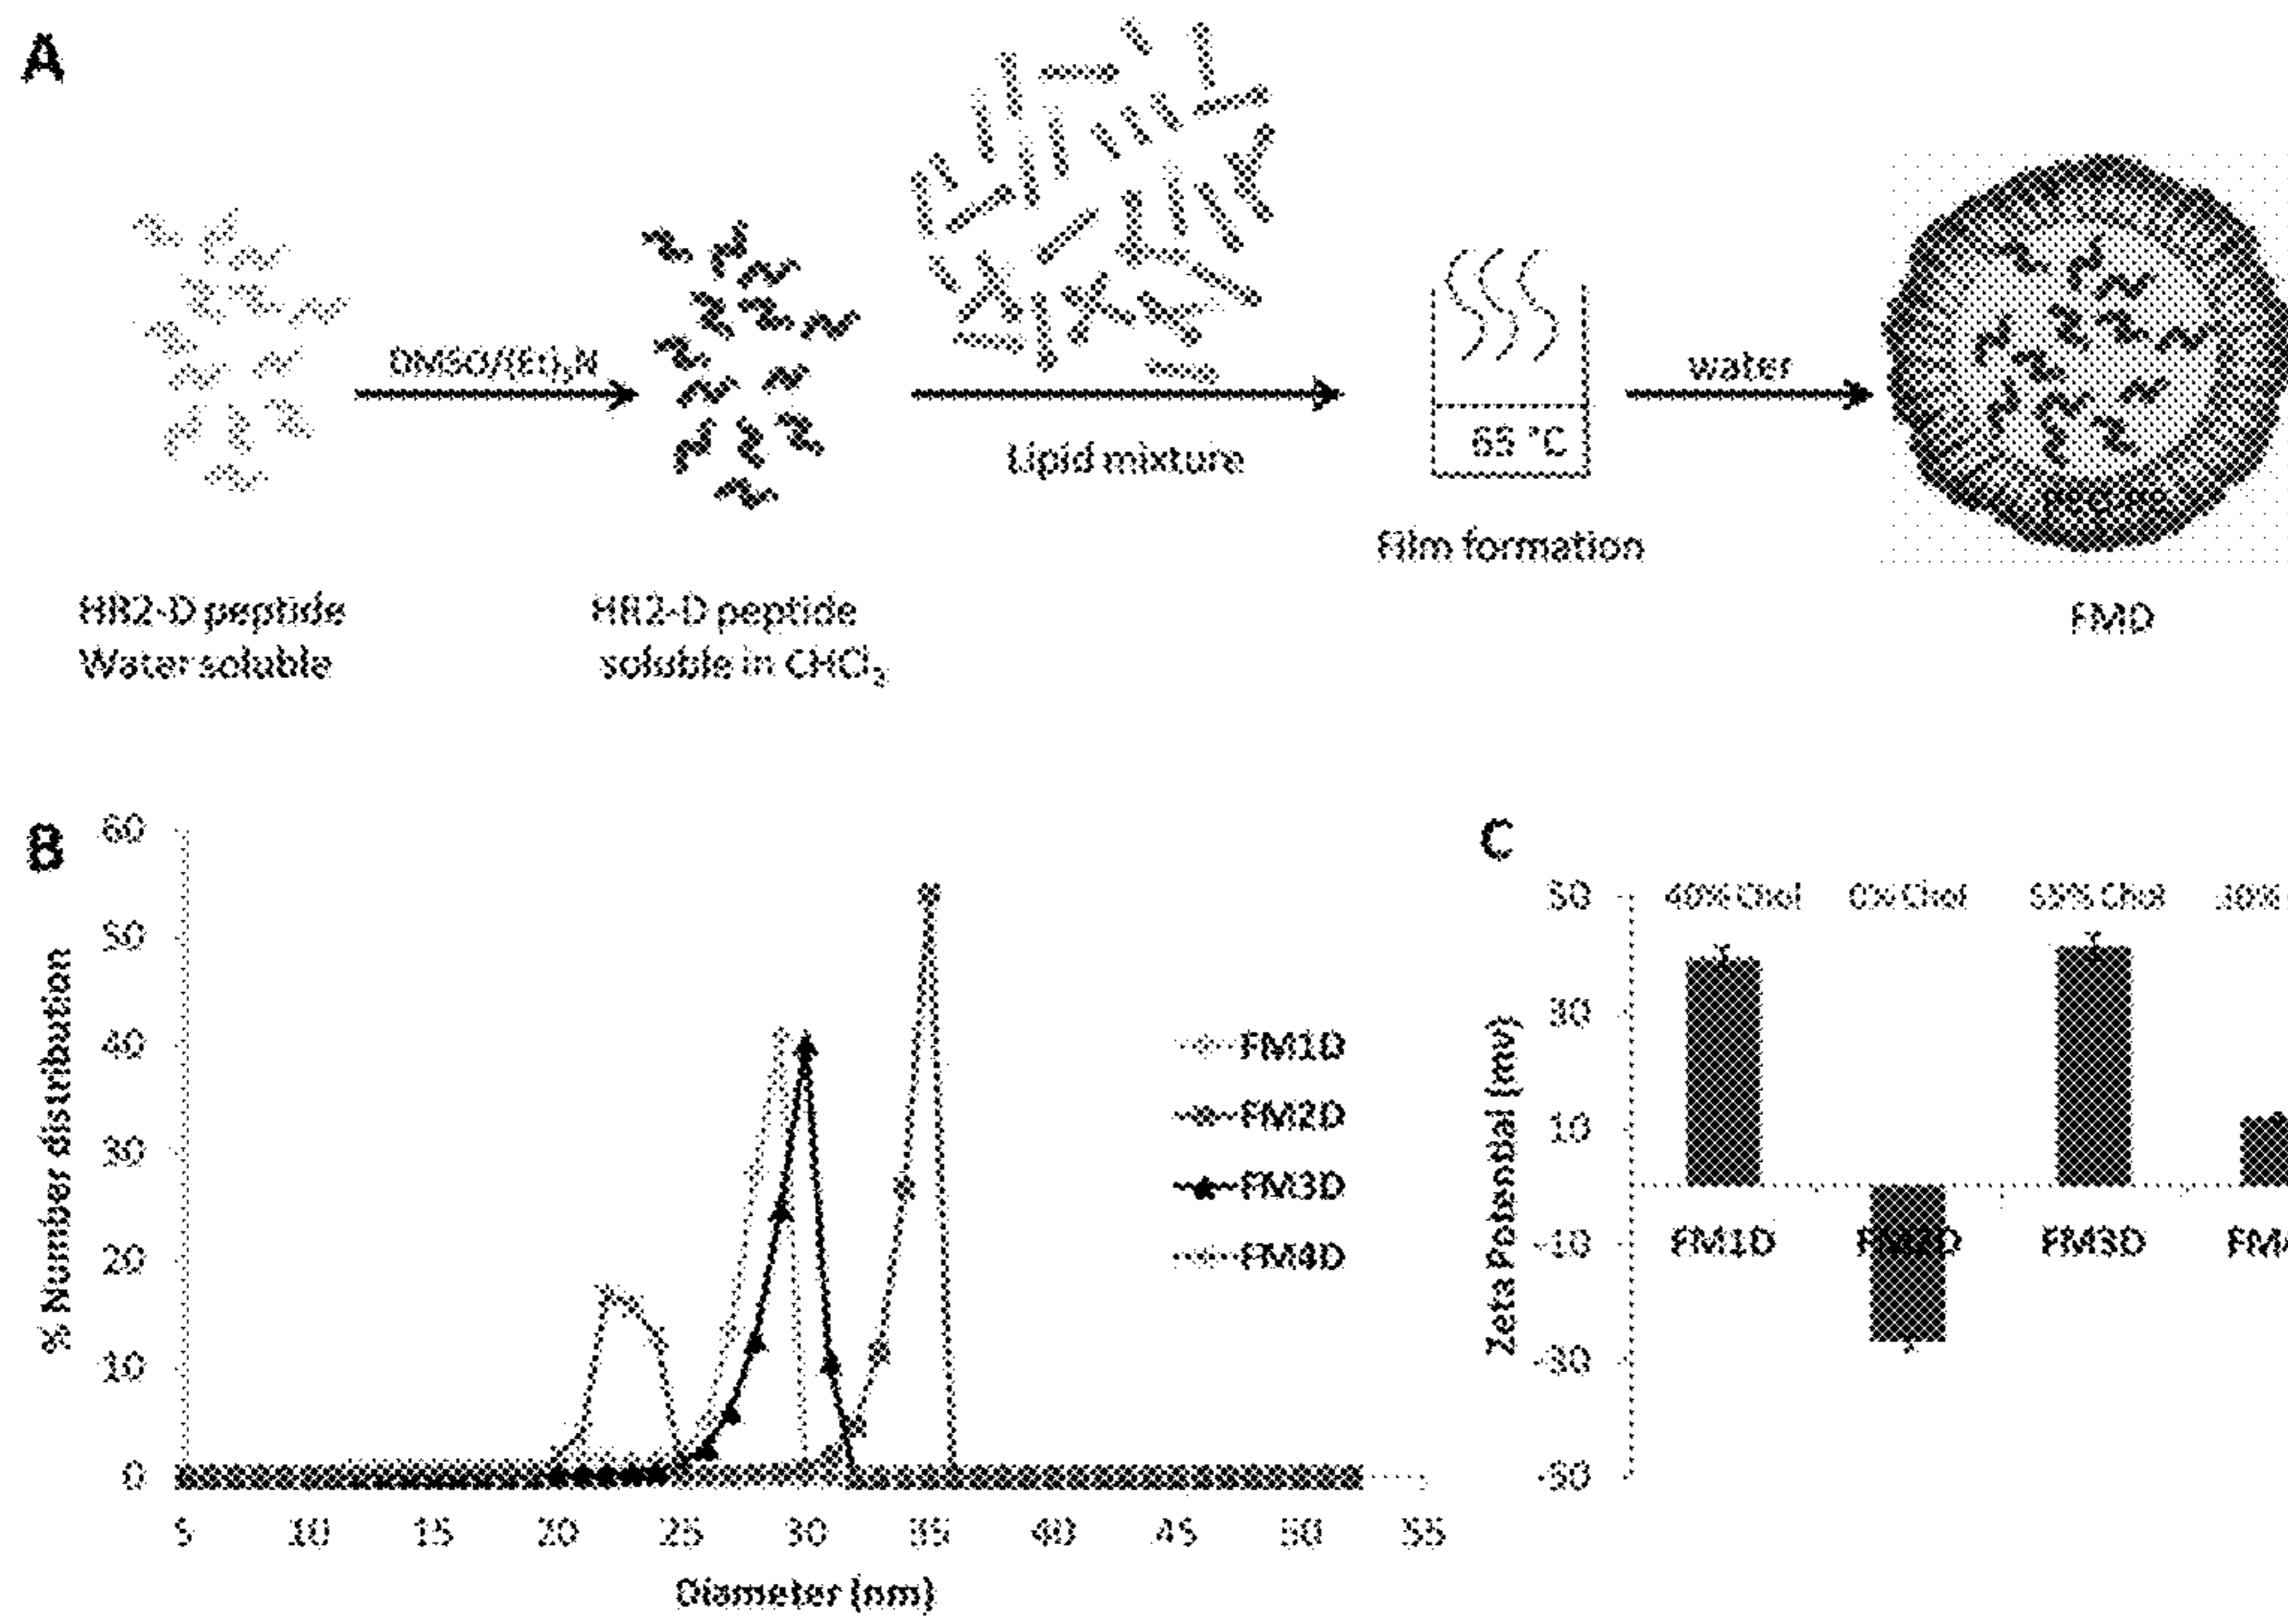 A
DMSO/(Et)3N
Lipid mixture
65 °C
water
Film formation
HR2-D peptide
Water soluble
HR2-D peptide
soluble in CHCl3
FMD
B
60
50
40
30
20
10
0
% Number distribution
5 10 15 20 25 30 35 40 45 50 55
Diameter (nm)
FM1D
FM2D
FM3D
FM4D
C
50
30
10
-10
-30
-50
Zeta Potential (mv)
40% Chol 0% Chol 55% Chol
FM1D FM2D FM3D FM